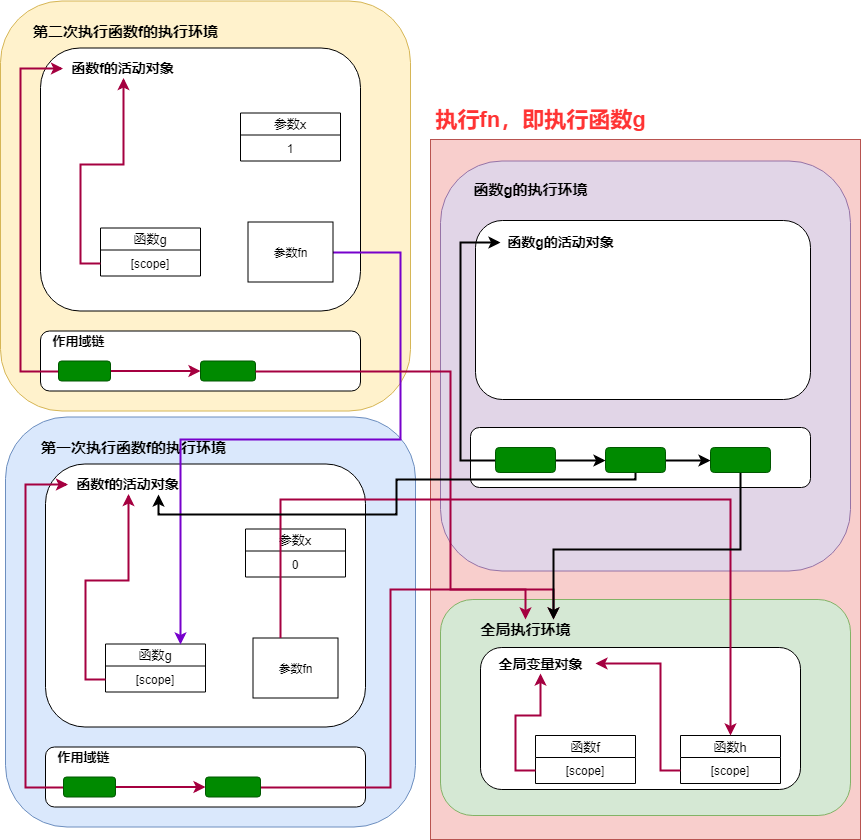 第二次执行函数f的执行环境
函数f的活动对象
参数x
1
函数g
[scope]
参数fn
作用域链
第一次执行函数f的执行环境
函数f的活动对象
参数x
0
函数g
[scope]
参数fn
作用域链
执行fn，即执行函数g
函数g的执行环境
函数g的活动对象
全局执行环境
全局变量对象
函数f
[scope]
函数h
[scope]